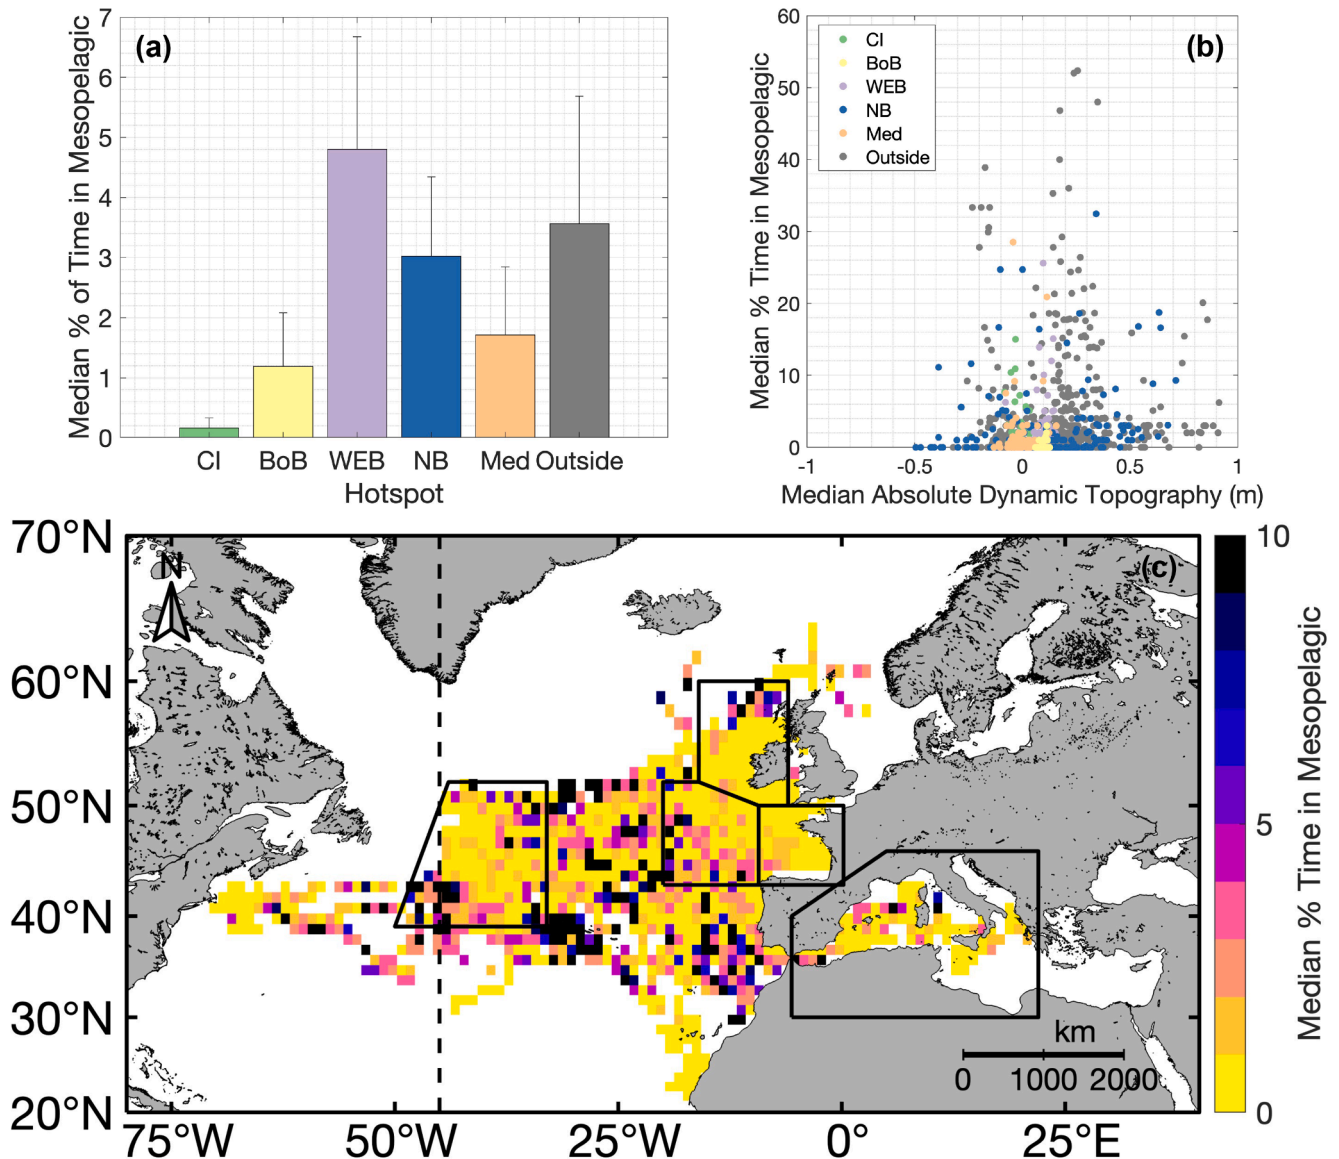 (a)
7
6
5
4
3
2
1
0
Median % of Time in Mesopelagic
CI BoB WEB NB Med Outside
Hotspot
(b)
CI
BoB
WEB
NB
Med
Outside
60
50
40
30
20
10
0
Median % Time in Mesopelagic
-1 -0.5 0 0.5 1
Median Absolute Dynamic Topography (m)
(c)
N
70°N
60°N
50°N
40°N
30°N
20°N
75°W 50°W 25°W 0° 25°E
km
0 1000 2000
10
5
0
Median % Time in Mesopelagic